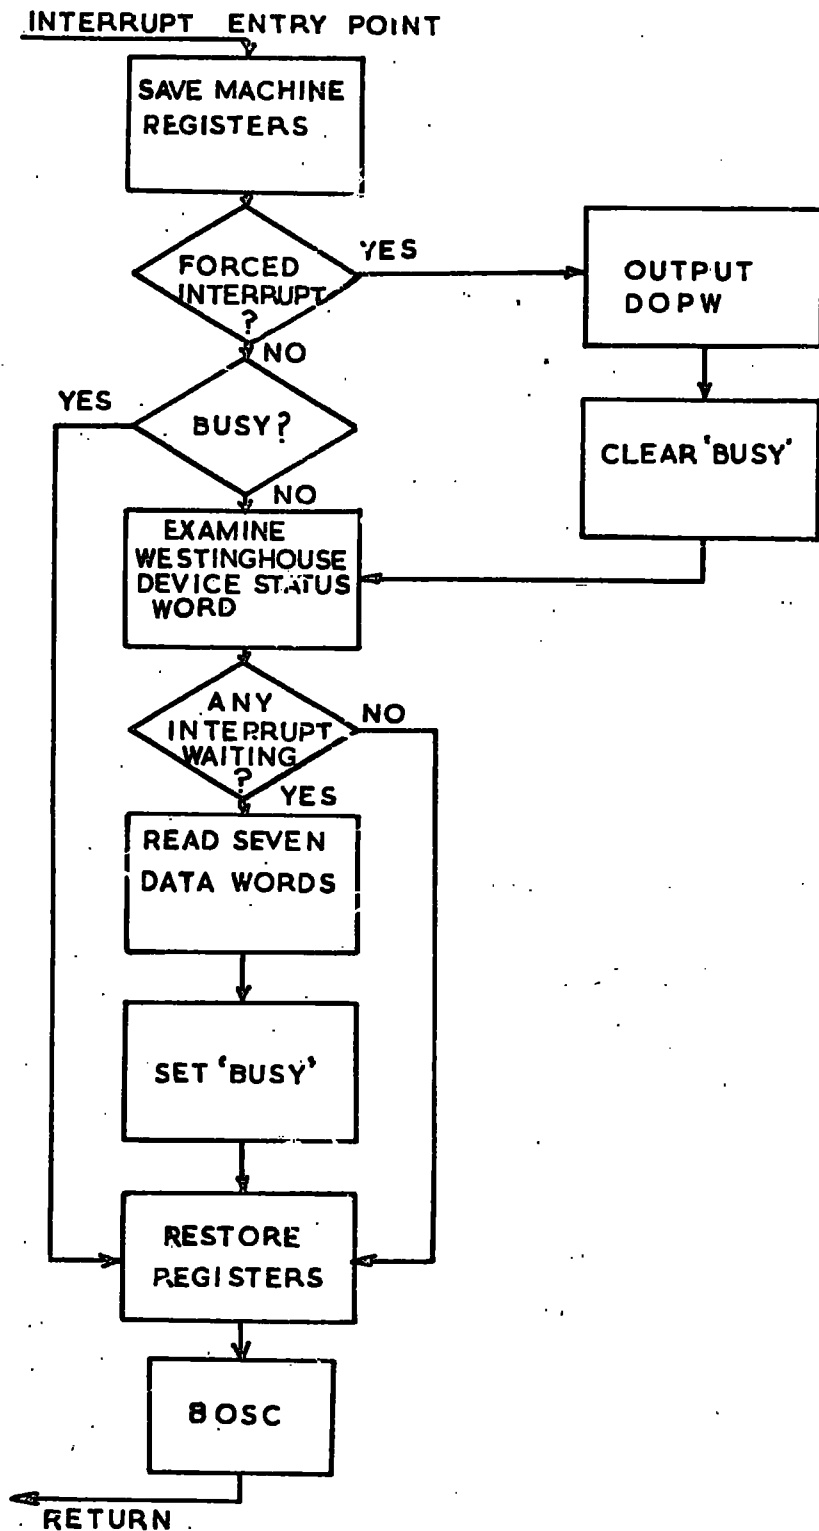 INTERRUPT ENTRY POINT
SAVE MACHINE
REGISTERS
FORCED
INTERRUPT
?
YES
OUTPUT
DOPW
NO
YES
BUSY?
CLEAR 'BUSY'
NO
EXAMINE
WESTINGHOUSE
DEVICE STATUS
WORD
ANY
INTERRUPT
WAITING
?
NO
YES
READ SEVEN
DATA WORDS
SET 'BUSY'
RESTORE
REGISTERS
BOSC
RETURN